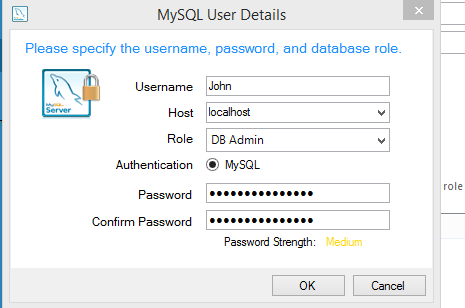 MySQL User Details
Please specify the username, password, and database role.
MySQL
Server
Username John
Host localhost
Role DB Admin
Authentication MySQL
Password ●●●●●●●●●●●●●●●
Confirm Password ●●●●●●●●●●●●●●●
Password Strength: Medium
OK Cancel
role